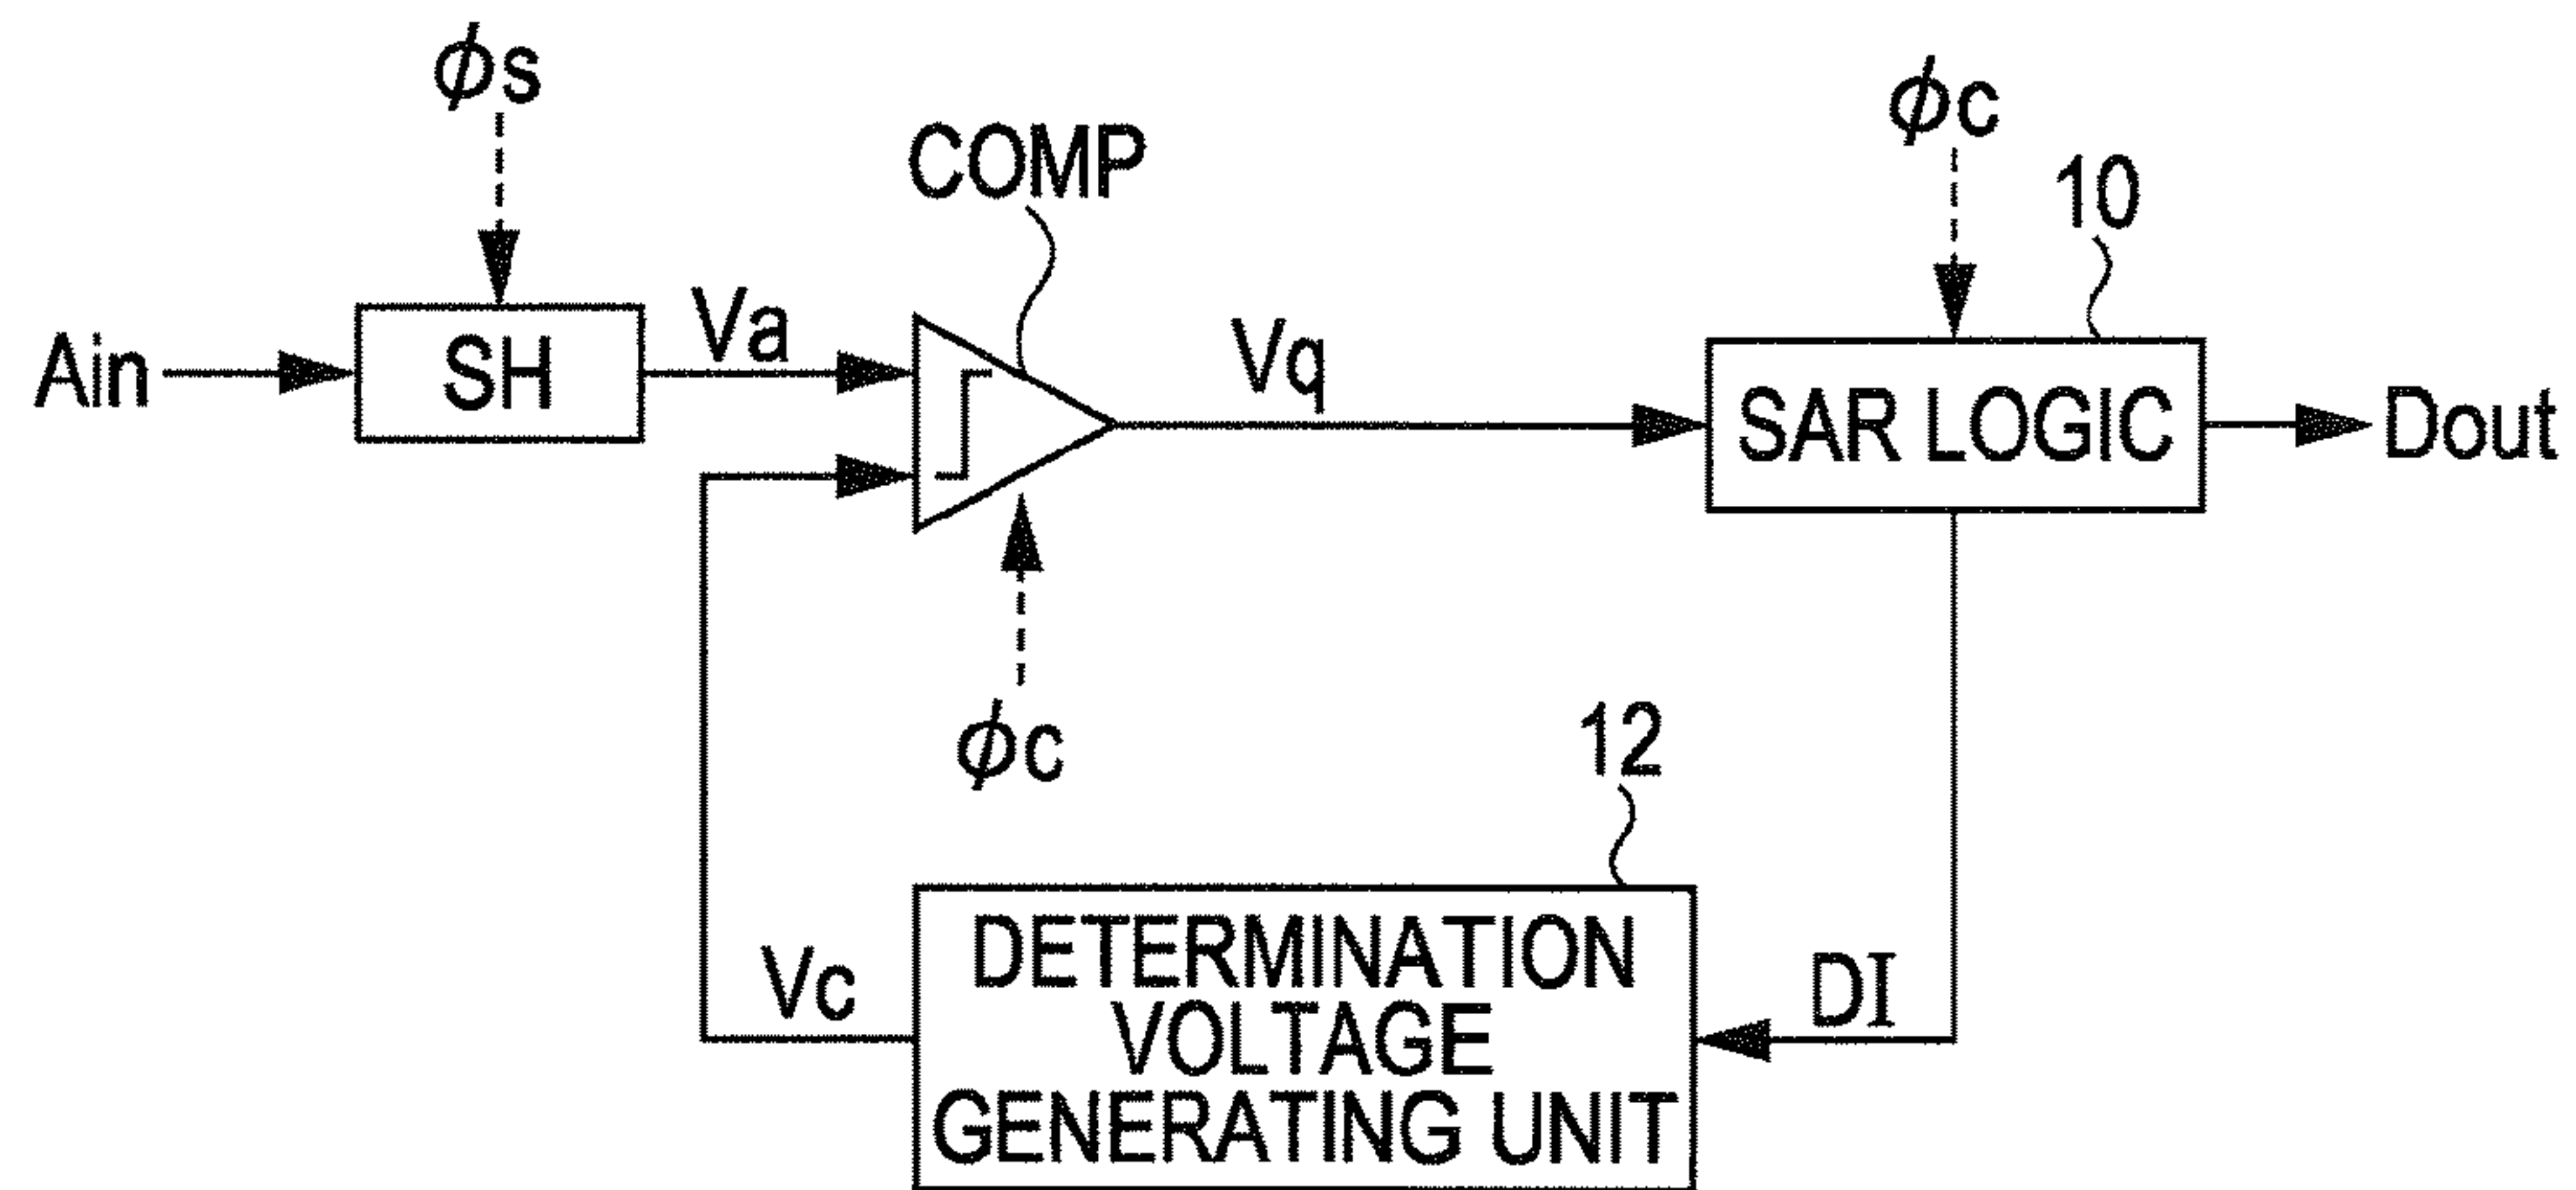 ϕs
COMP
ϕc
10
Ain
SH
Va
Vq
SAR LOGIC
Dout
ϕc
12
DETERMINATION
VOLTAGE
GENERATING UNIT
Vc
DI